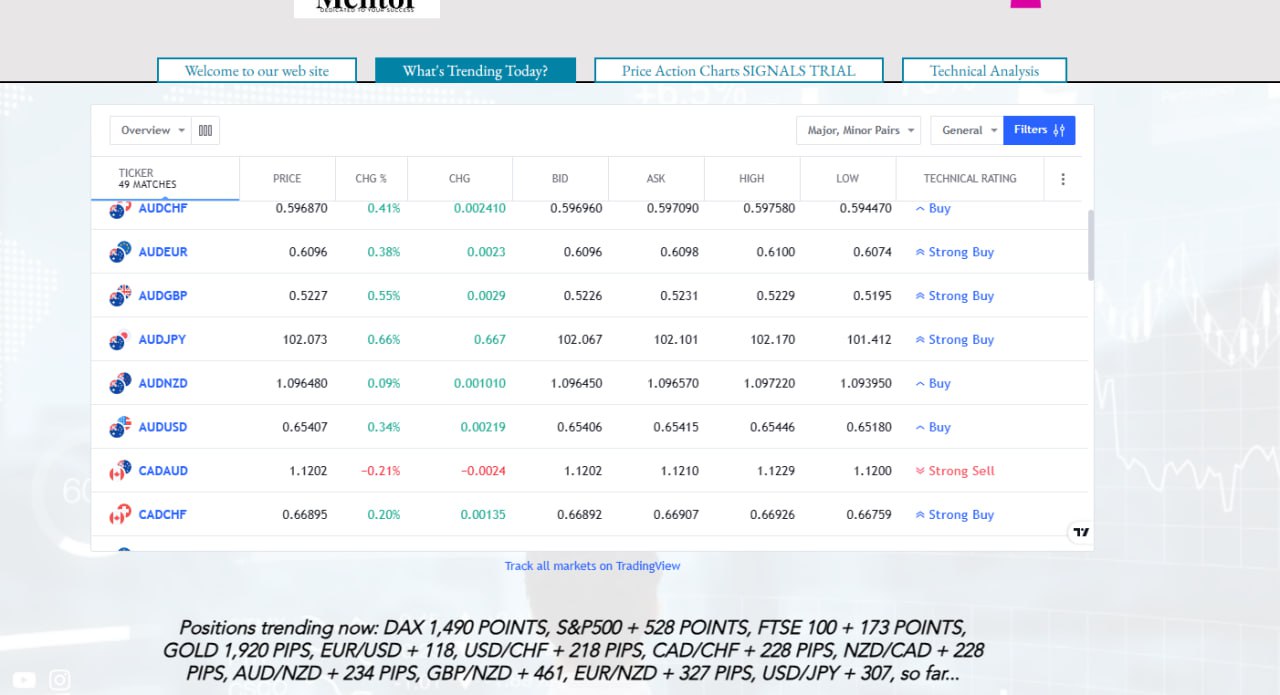 Mentor
DEDICATED TO YOUR SUCCESS
Welcome to our web site What's Trending Today? Price Action Charts SIGNALS TRIAL Technical Analysis
Overview Major, Minor Pairs General Filters
TICKER PRICE CHG % CHG BID ASK HIGH LOW TECHNICAL RATING
49 MATCHES
AUDCHF 0.596870 0.41% 0.002410 0.596960 0.597090 0.597580 0.594470 Buy
AUDEUR 0.6096 0.38% 0.0023 0.6096 0.6098 0.6100 0.6074 Strong Buy
AUDGBP 0.5227 0.55% 0.0029 0.5226 0.5231 0.5229 0.5195 Strong Buy
AUDJPY 102.073 0.66% 0.667 102.067 102.101 102.170 101.412 Strong Buy
AUDNZD 1.096480 0.09% 0.001010 1.096450 1.096570 1.097220 1.093950 Buy
AUDUSD 0.65407 0.34% 0.00219 0.65406 0.65415 0.65446 0.65180 Buy
CADAUD 1.1202 −0.21% −0.0024 1.1202 1.1210 1.1229 1.1200 Strong Sell
CADCHF 0.66895 0.20% 0.00135 0.66892 0.66907 0.66926 0.66759 Strong Buy
Track all markets on TradingView
Positions trending now: DAX 1,490 POINTS, S&P500 + 528 POINTS, FTSE 100 + 173 POINTS,
GOLD 1,920 PIPS, EUR/USD + 118, USD/CHF + 218 PIPS, CAD/CHF + 228 PIPS, NZD/CAD + 228
PIPS, AUD/NZD + 234 PIPS, GBP/NZD + 461, EUR/NZD + 327 PIPS, USD/JPY + 307, so far...